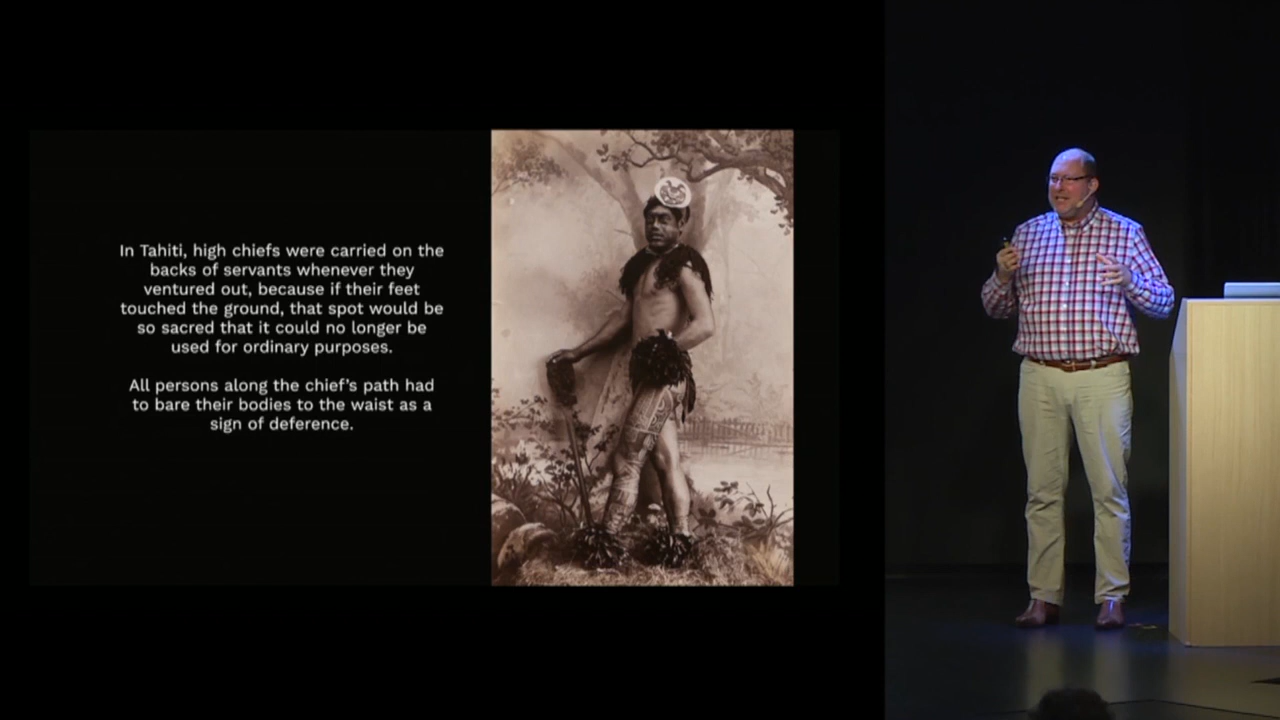 In Tahiti, high chiefs were carried on the
backs of servants whenever they
ventured out, because if their feet
touched the ground, that spot would be
so sacred that it could no longer be
used for ordinary purposes.
All persons along the chief’s path had
to bare their bodies to the waist as a
sign of deference.